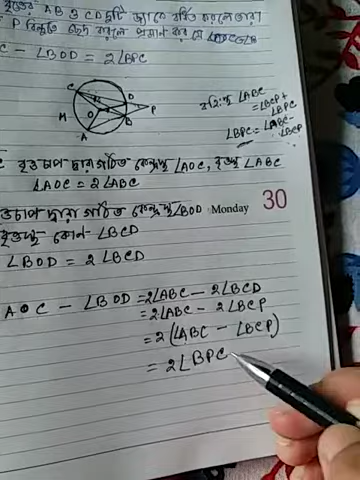 বৃত্তের AB ও CD দুটি জ্যাকে বর্ধিত করলে তারা
P বিন্দুতে ছেদ করলে প্রমাণ কর যে
C - ∠BOD = 2∠BPC
C
D
O
P
B
M
A
বহিঃস্থ ∠ABC
= ∠BCP +
∠BPC
∠BPC = ∠ABC -
∠BCP
বৃত্তচাপ দ্বারা গঠিত কেন্দ্রস্থ ∠AOC, বৃত্তস্থ ∠ABC
∠AOC = 2∠ABC
চাপ দ্বারা গঠিত কেন্দ্রস্থ ∠BOD Monday 30
বৃত্তস্থ কোন- ∠BCD
∠BOD = 2∠BCD
AOC - ∠BOD = 2∠ABC - 2∠BCD
= 2∠ABC - 2∠BCP
= 2(∠ABC - ∠BCP)
= 2∠BPC